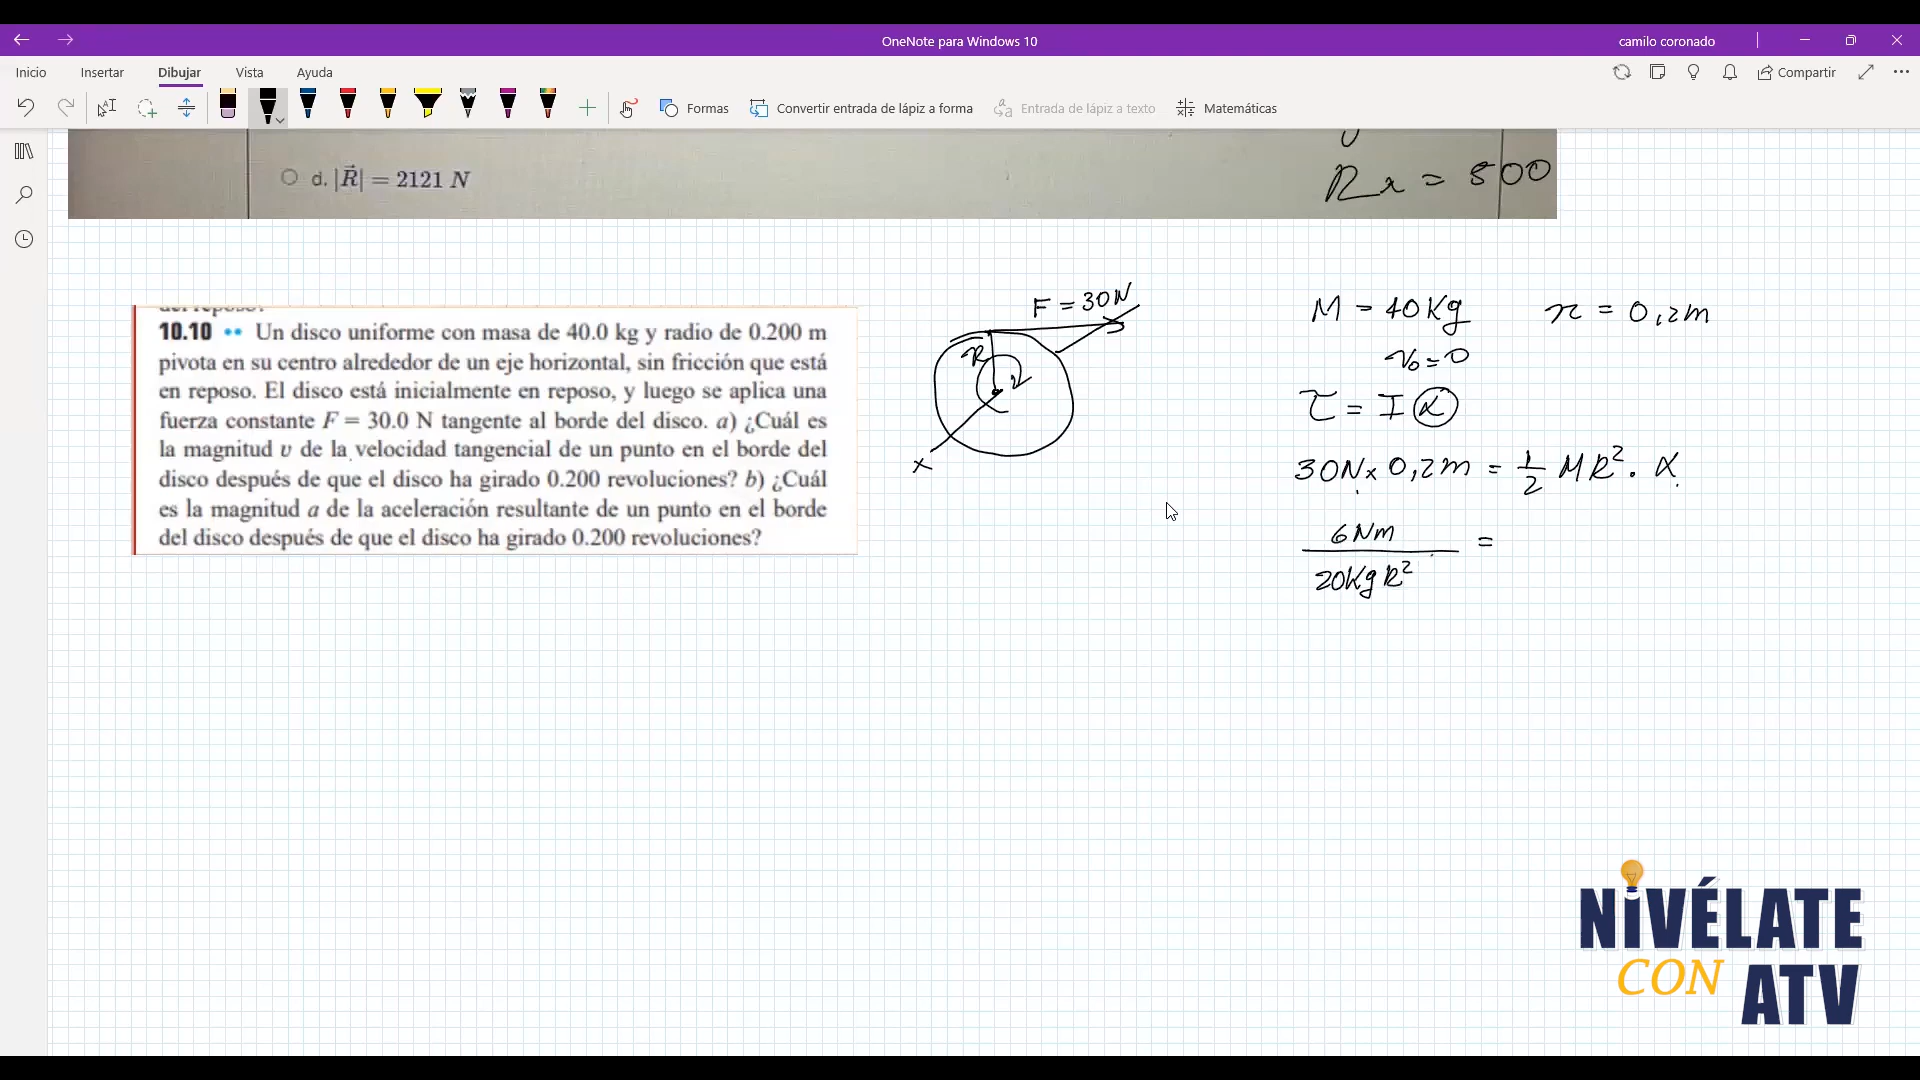 OneNote para Windows 10
camilo coronado
Inicio Insertar Dibujar Vista Ayuda
Compartir
Formas Convertir entrada de lápiz a forma Entrada de lápiz a texto Matemáticas
d. |R⃗| = 2121 N
Rx = 800
10.10 •• Un disco uniforme con masa de 40.0 kg y radio de 0.200 m
pivota en su centro alrededor de un eje horizontal, sin fricción que está
en reposo. El disco está inicialmente en reposo, y luego se aplica una
fuerza constante F = 30.0 N tangente al borde del disco. a) ¿Cuál es
la magnitud v de la velocidad tangencial de un punto en el borde del
disco después de que el disco ha girado 0.200 revoluciones? b) ¿Cuál
es la magnitud a de la aceleración resultante de un punto en el borde
del disco después de que el disco ha girado 0.200 revoluciones?
F = 30N
R
x
M = 40Kg r = 0,2m
v₀ = 0
τ = I α
30N x 0,2m = 1/2 MR² . α
6Nm / 20KgR² =
NIVÉLATE
CON
ATV